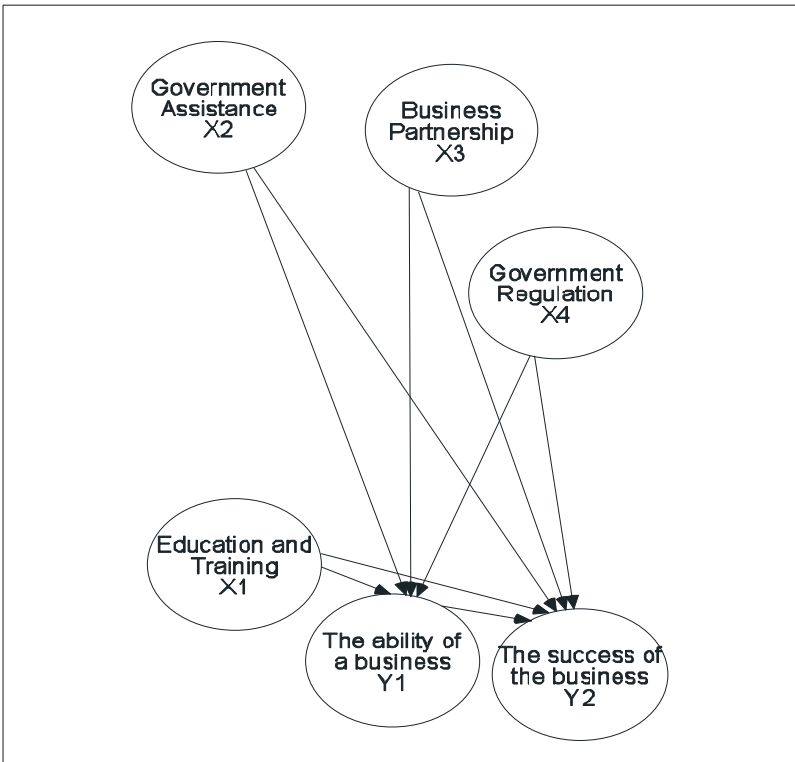 Government
Assistance
X2
Business
Partnership
X3
Government
Regulation
X4
Education and
Training
X1
The ability of
a business
Y1
The success of
the business
Y2